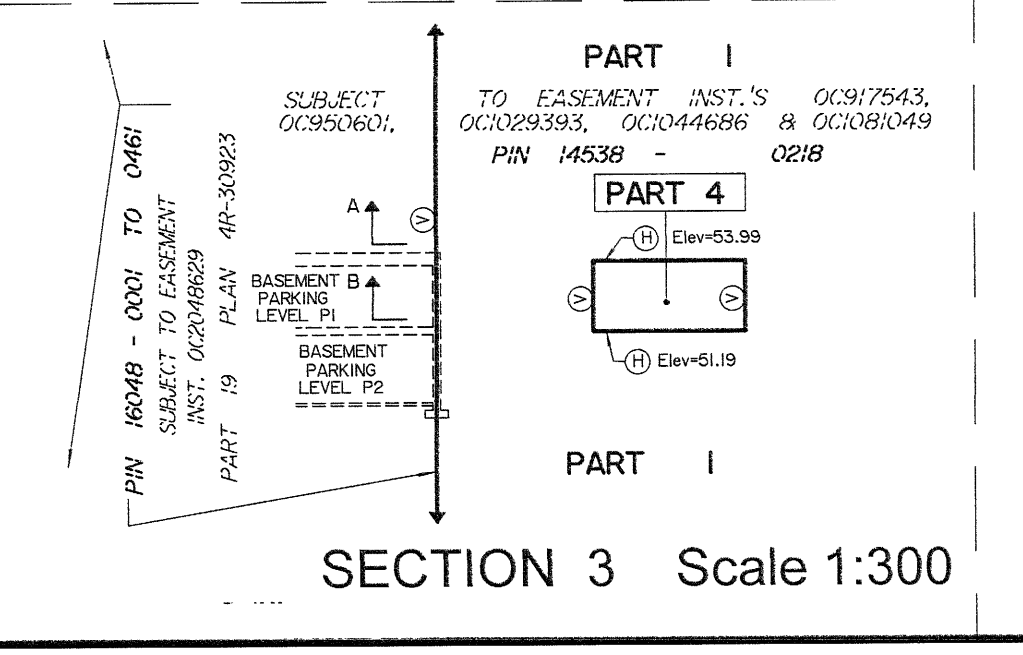 PART 1
SUBJECT TO EASEMENT INST.'S OC917543,
OC950601, OC1029393, OC1044686 & OC1081049
PIN 14538 - 0218
PART 4
PIN 16048 - 0001 TO 0461
SUBJECT TO EASEMENT
INST. OC2048629
PART 19 PLAN 4R-30923
A
V
H Elev=53.99
BASEMENT B
PARKING
LEVEL P1
V
V
BASEMENT
PARKING
LEVEL P2
H Elev=51.19
PART 1
SECTION 3 Scale 1:300